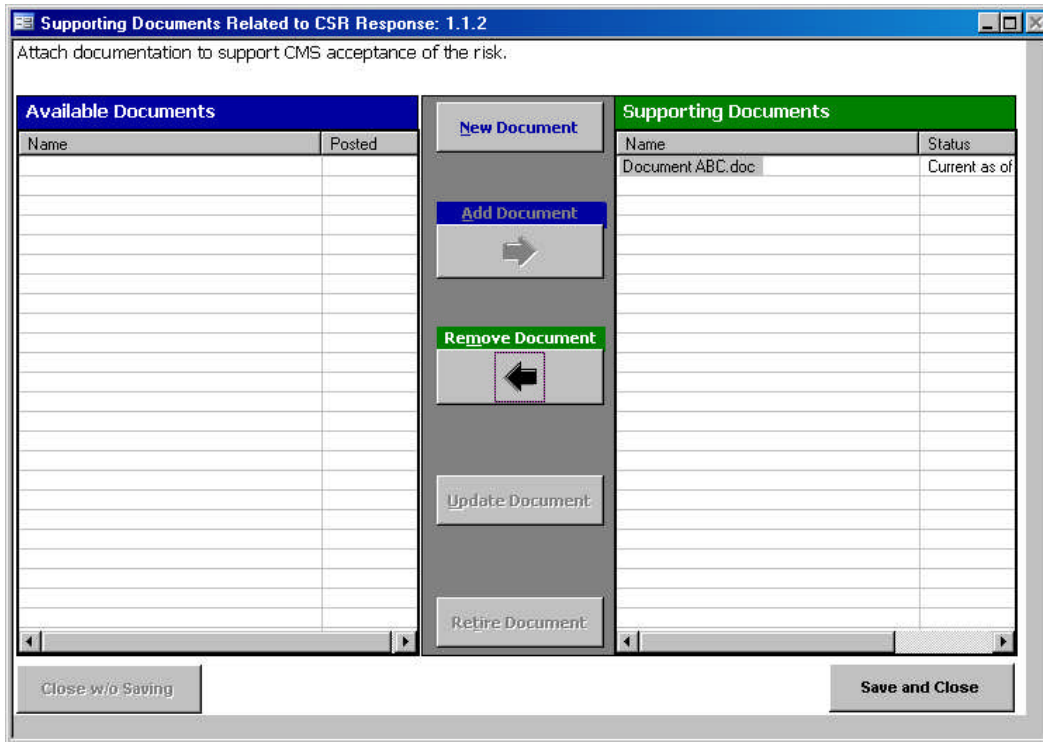 Supporting Documents Related to CSR Response: 1.1.2
Attach documentation to support CMS acceptance of the risk.
Available Documents
Name Posted
New Document
Add Document
Remove Document
Update Document
Retire Document
Supporting Documents
Name Status
Document ABC.doc Current as of
Close w/o Saving
Save and Close